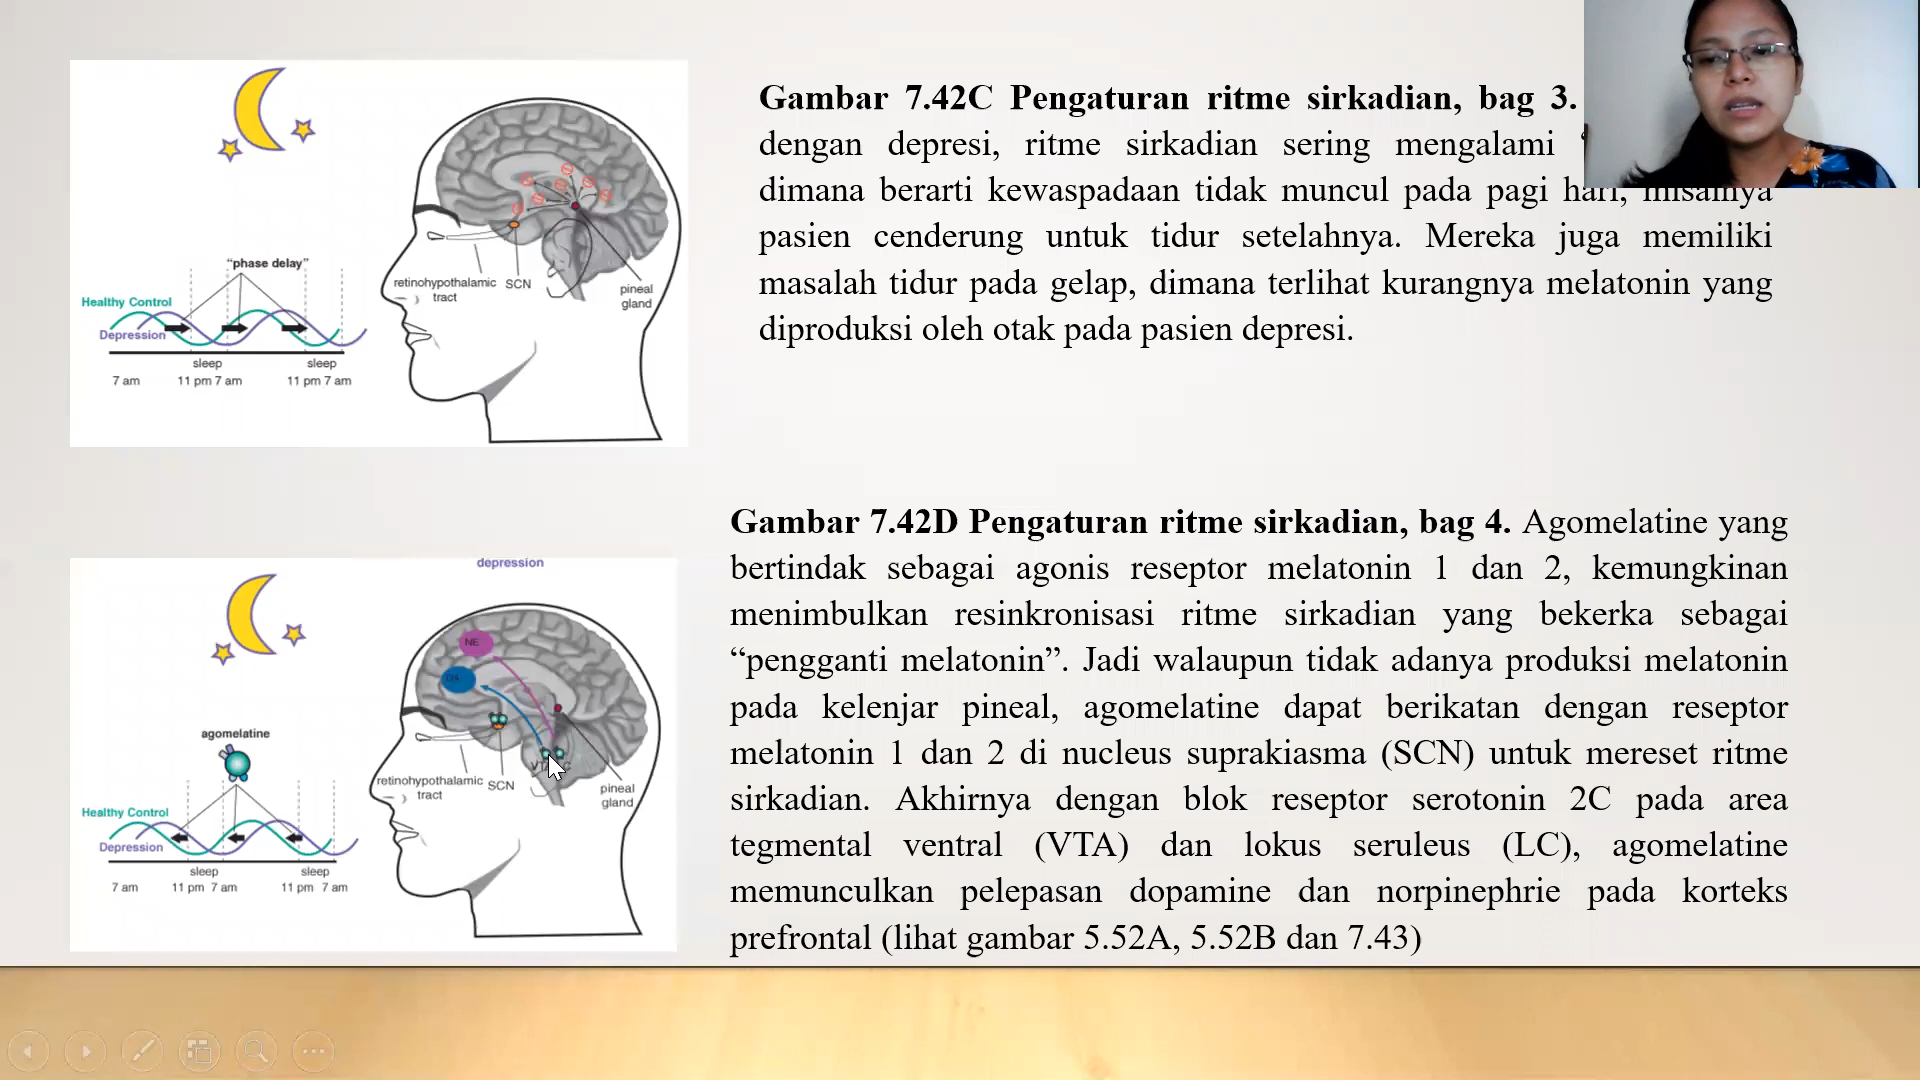 “phase delay”
Healthy Control
Depression
sleep sleep
7 am 11 pm 7 am 11 pm 7 am
retinohypothalamic
tract
SCN
pineal
gland
Gambar 7.42C Pengaturan ritme sirkadian, bag 3.
dengan depresi, ritme sirkadian sering mengalami
dimana berarti kewaspadaan tidak muncul pada pagi hari, misalnya
pasien cenderung untuk tidur setelahnya. Mereka juga memiliki
masalah tidur pada gelap, dimana terlihat kurangnya melatonin yang
diproduksi oleh otak pada pasien depresi.
depression
NE
DA
agomelatine
Healthy Control
Depression
sleep sleep
7 am 11 pm 7 am 11 pm 7 am
retinohypothalamic
tract
SCN
pineal
gland
Gambar 7.42D Pengaturan ritme sirkadian, bag 4. Agomelatine yang
bertindak sebagai agonis reseptor melatonin 1 dan 2, kemungkinan
menimbulkan resinkronisasi ritme sirkadian yang bekerka sebagai
“pengganti melatonin”. Jadi walaupun tidak adanya produksi melatonin
pada kelenjar pineal, agomelatine dapat berikatan dengan reseptor
melatonin 1 dan 2 di nucleus suprakiasma (SCN) untuk mereset ritme
sirkadian. Akhirnya dengan blok reseptor serotonin 2C pada area
tegmental ventral (VTA) dan lokus seruleus (LC), agomelatine
memunculkan pelepasan dopamine dan norpinephrie pada korteks
prefrontal (lihat gambar 5.52A, 5.52B dan 7.43)